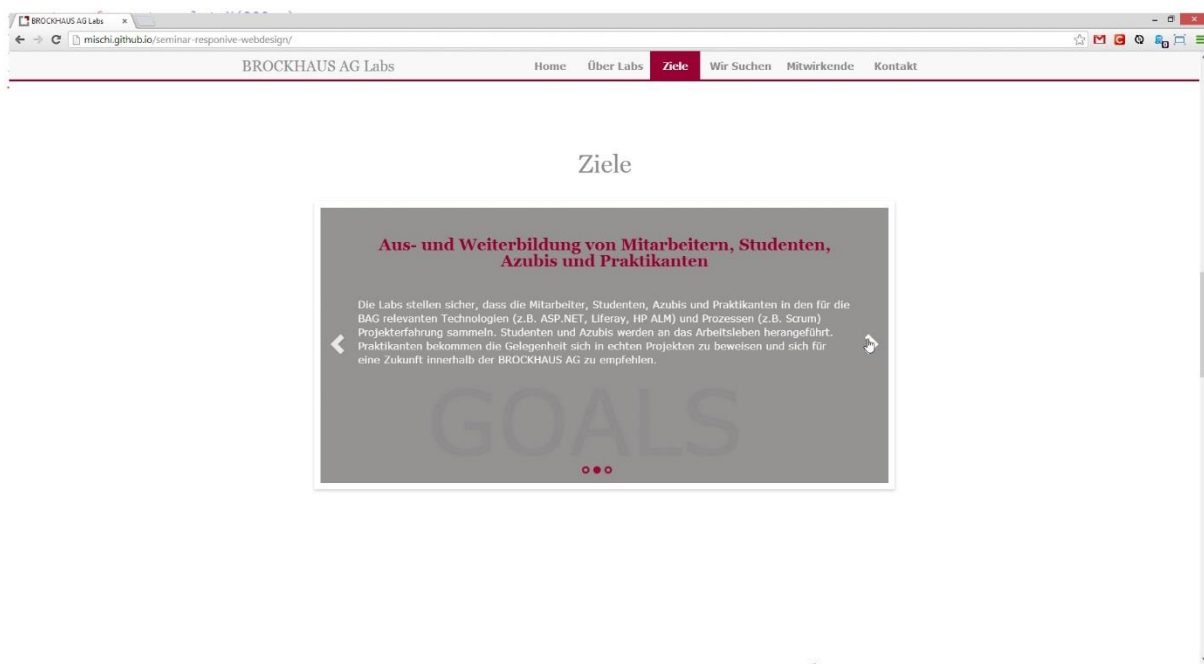 BROCKHAUS AG Labs
mischi.github.io/seminar-responive-webdesign/
BROCKHAUS AG Labs Home Über Labs Ziele Wir Suchen Mitwirkende Kontakt
Ziele
Aus- und Weiterbildung von Mitarbeitern, Studenten,
Azubis und Praktikanten
Die Labs stellen sicher, dass die Mitarbeiter, Studenten, Azubis und Praktikanten in den für die
BAG relevanten Technologien (z.B. ASP.NET, Liferay, HP ALM) und Prozessen (z.B. Scrum)
Projekterfahrung sammeln. Studenten und Azubis werden an das Arbeitsleben herangeführt.
Praktikanten bekommen die Gelegenheit sich in echten Projekten zu beweisen und sich für
eine Zukunft innerhalb der BROCKHAUS AG zu empfehlen.
GOALS